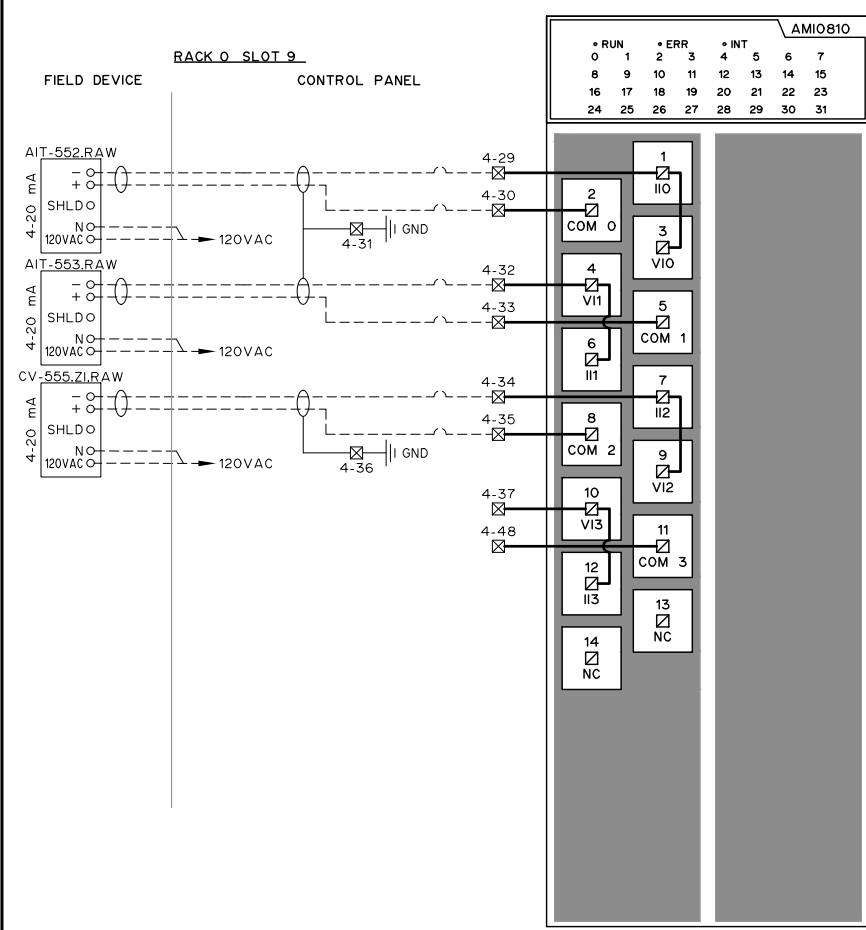 AMI0810
RUN ERR INT
0 1 2 3 4 5 6 7
8 9 10 11 12 13 14 15
16 17 18 19 20 21 22 23
24 25 26 27 28 29 30 31
RACK 0 SLOT 9
FIELD DEVICE
CONTROL PANEL
AIT-552.RAW
4-20 mA
-
+
SHLD
N
120VAC
120VAC
4-31
GND
4-29
4-30
AIT-553.RAW
4-20 mA
-
+
SHLD
N
120VAC
120VAC
4-32
4-33
CV-555.ZI.RAW
4-20 mA
-
+
SHLD
N
120VAC
120VAC
4-36
GND
4-34
4-35
4-37
4-48
1
II0
2
COM 0
3
VI0
4
VI1
5
COM 1
6
II1
7
II2
8
COM 2
9
VI2
10
VI3
11
COM 3
12
II3
13
NC
14
NC